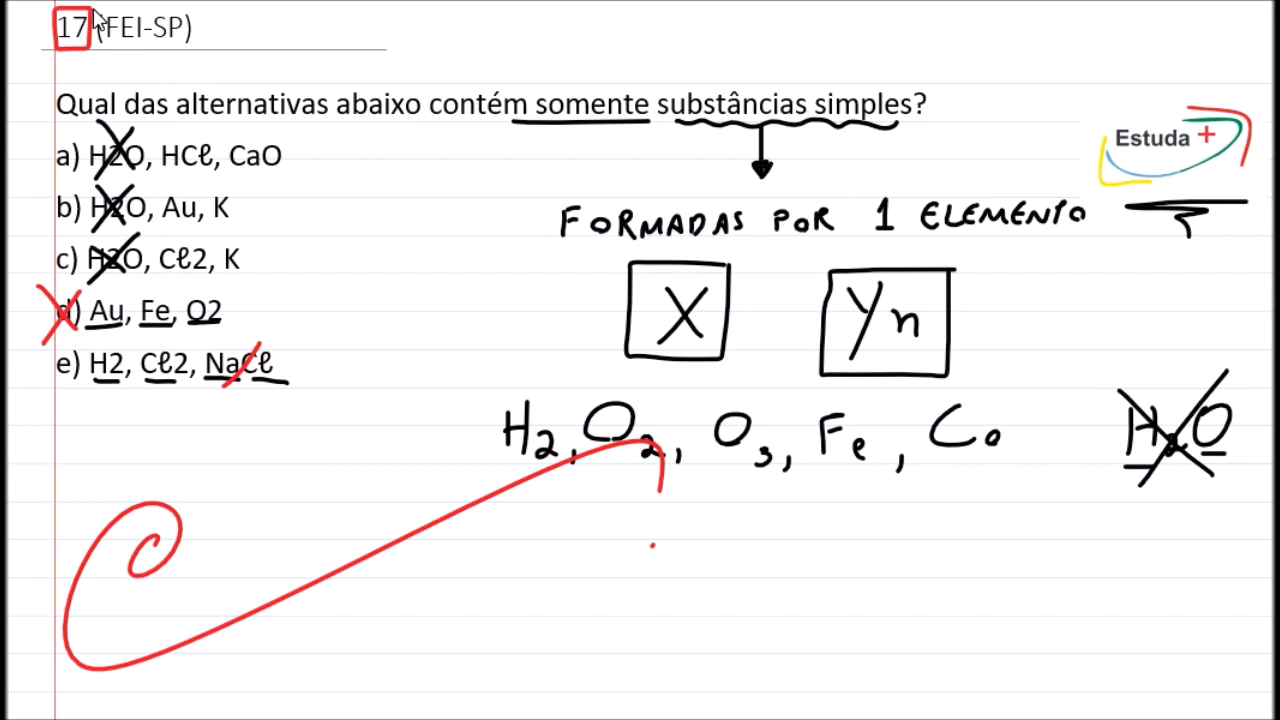 17 (FEI-SP)
Qual das alternativas abaixo contém somente substâncias simples?
Estuda +
a) H2O, HCℓ, CaO
b) H2O, Au, K
FORMADAS POR 1 ELEMENTO
c) H2O, Cℓ2, K
d) Au, Fe, O2
X Yn
e) H2, Cℓ2, NaCℓ
H2, O2, O3, Fe, Co H2O